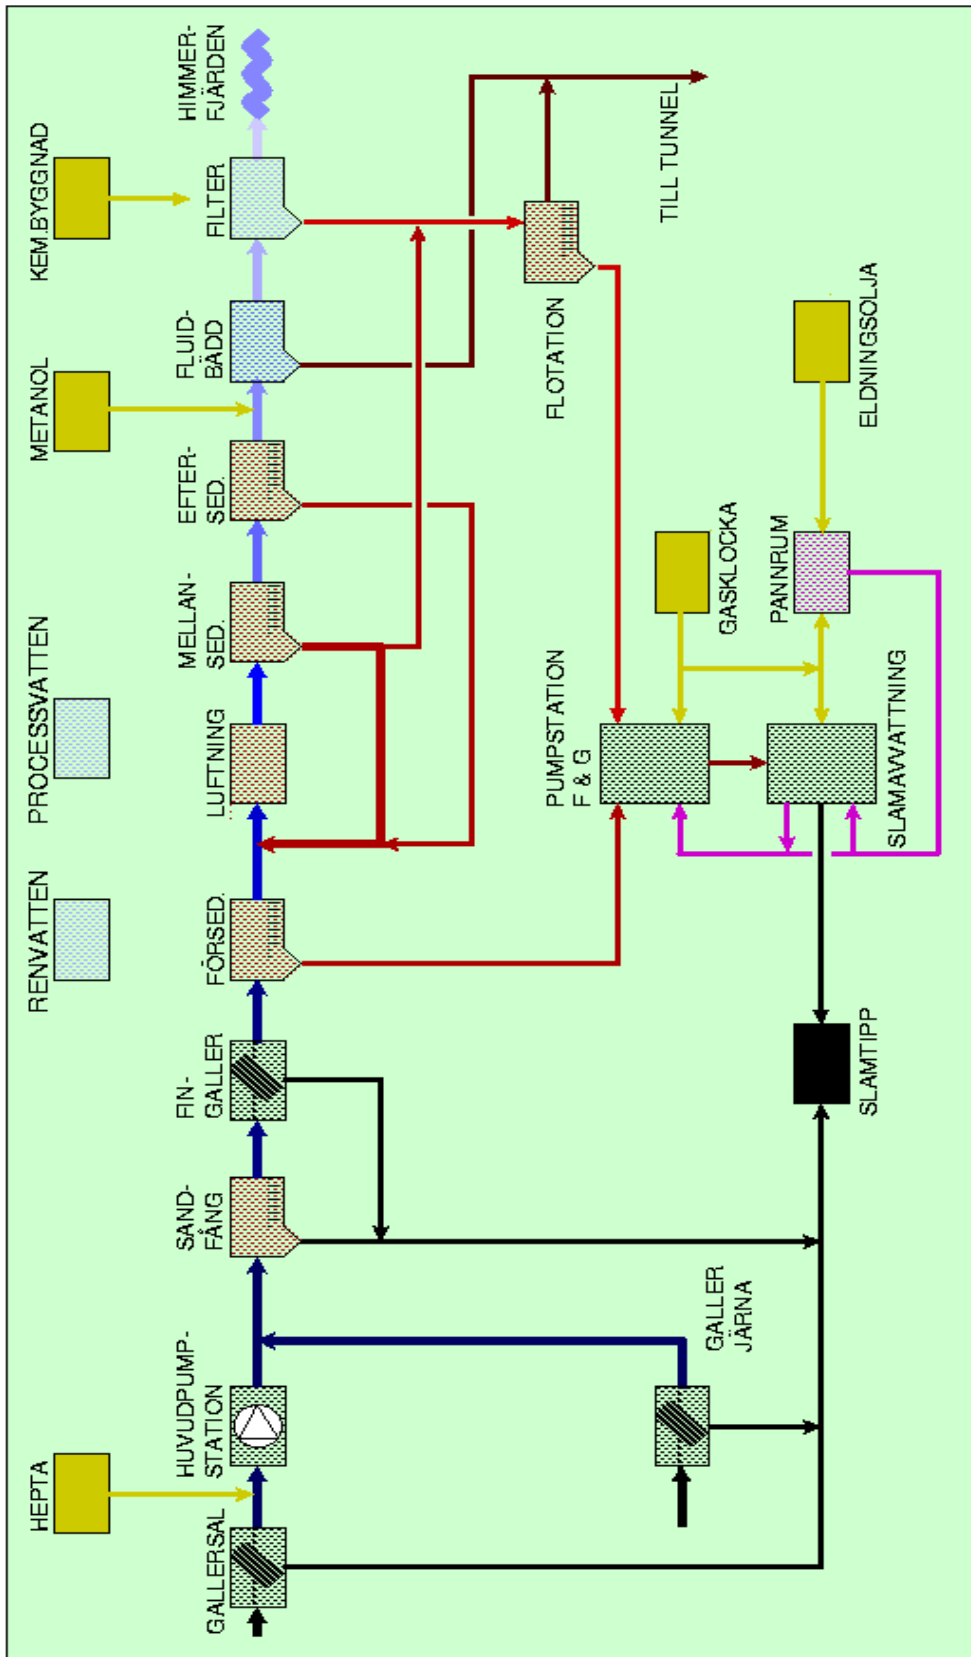 HEPTA
RENVATTEN
PROCESSVATTEN
METANOL
KEM.BYGGNAD
GALLERSAL
HUVUDPUMP-
STATION
SAND-
FÅNG
FIN-
GALLER
FÖRSED.
LUFTNING
MELLAN-
SED.
EFTER-
SED.
FLUID-
BÄDD
FILTER
HIMMER-
FJÄRDEN
GALLER
JÄRNA
PUMPSTATION
F & G
FLOTATION
TILL TUNNEL
GASKLOCKA
PANNRUM
ELDNINGSOLJA
SLAMAVVATTNING
SLAMTIPP